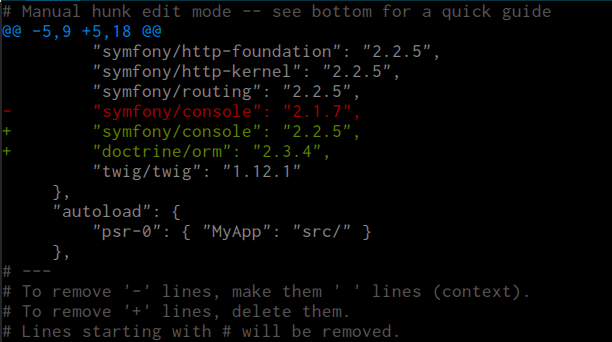 # Manual hunk edit mode -- see bottom for a quick guide
@@ -5,9 +5,18 @@
         "symfony/http-foundation": "2.2.5",
         "symfony/http-kernel": "2.2.5",
         "symfony/routing": "2.2.5",
-        "symfony/console": "2.1.7",
+        "symfony/console": "2.2.5",
+        "doctrine/orm": "2.3.4",
         "twig/twig": "1.12.1"
     },
     "autoload": {
         "psr-0": { "MyApp": "src/" }
     },
# ---
# To remove '-' lines, make them ' ' lines (context).
# To remove '+' lines, delete them.
# Lines starting with # will be removed.